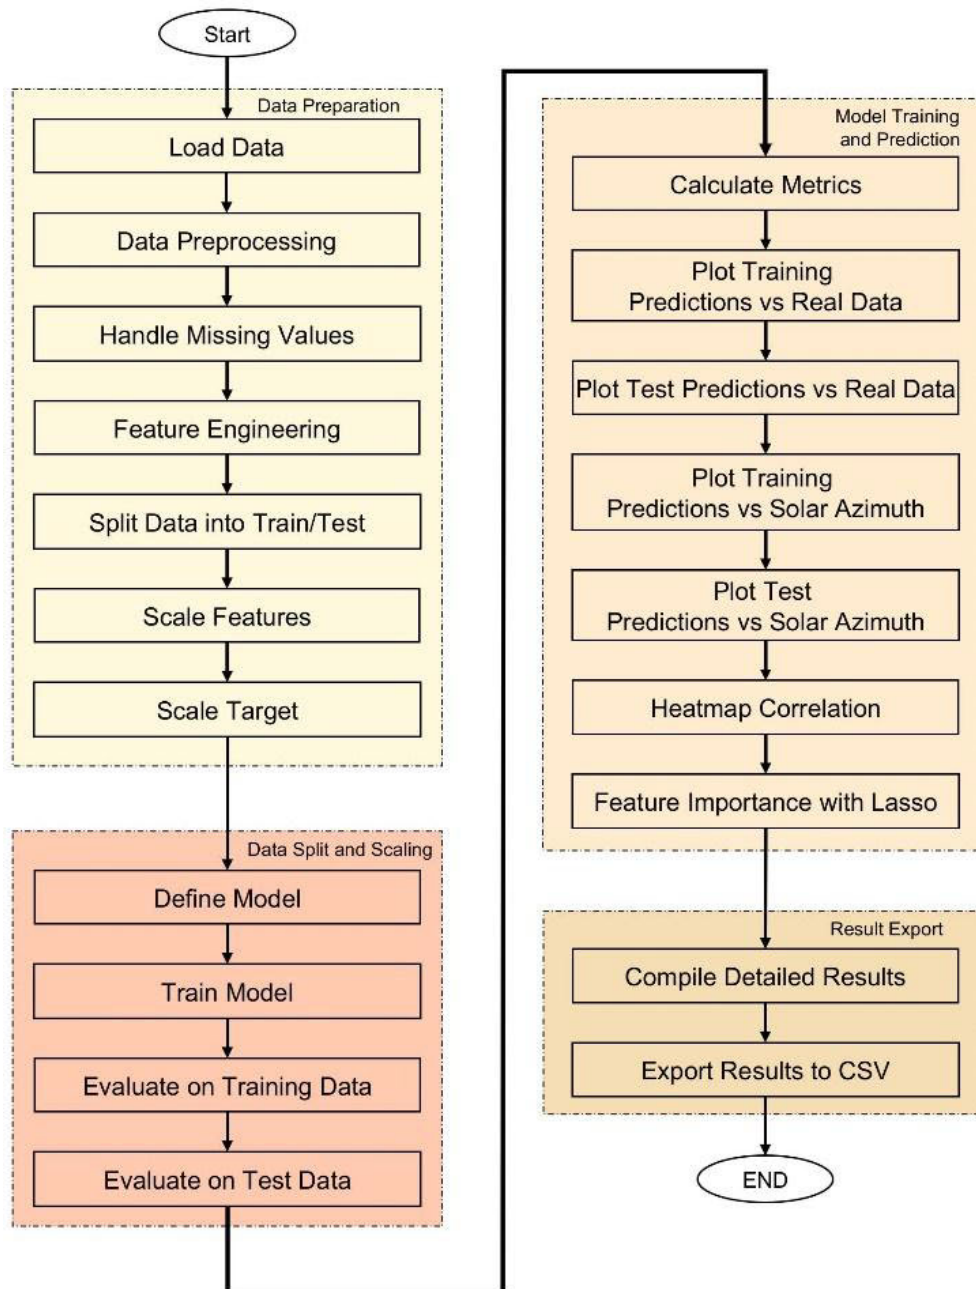 Start
Data Preparation
Load Data
Data Preprocessing
Handle Missing Values
Feature Engineering
Split Data into Train/Test
Scale Features
Scale Target
Data Split and Scaling
Define Model
Train Model
Evaluate on Training Data
Evaluate on Test Data
Model Training
and Prediction
Calculate Metrics
Plot Training
Predictions vs Real Data
Plot Test Predictions vs Real Data
Plot Training
Predictions vs Solar Azimuth
Plot Test
Predictions vs Solar Azimuth
Heatmap Correlation
Feature Importance with Lasso
Result Export
Compile Detailed Results
Export Results to CSV
END